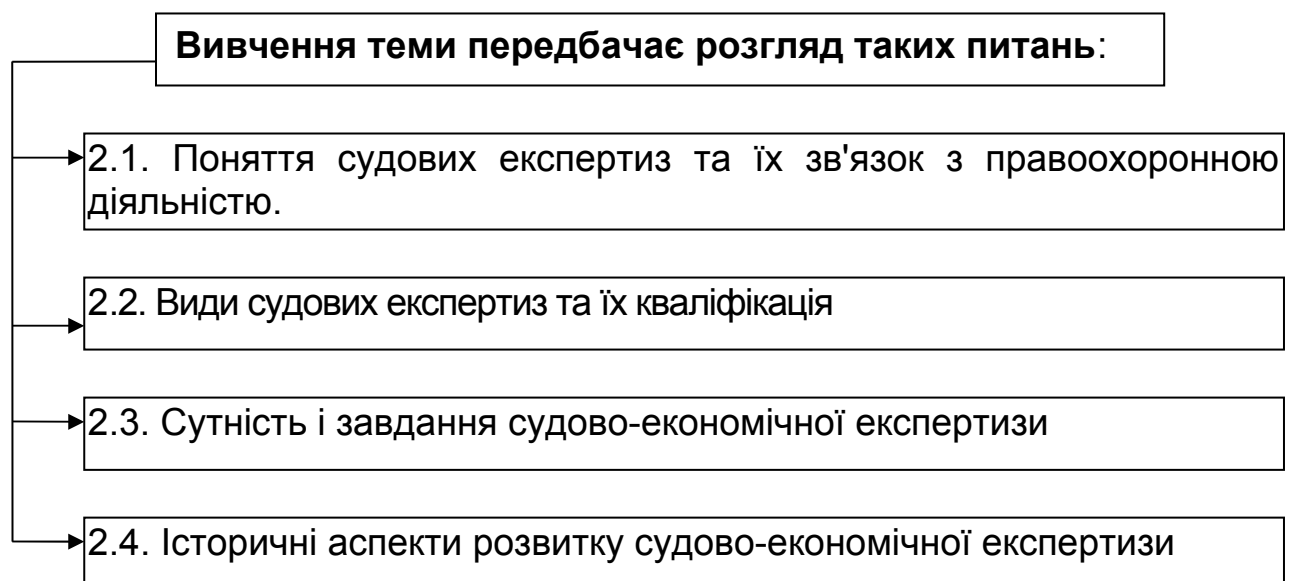 Вивчення теми передбачає розгляд таких питань:
2.1. Поняття судових експертиз та їх зв'язок з правоохоронною
діяльністю.
2.2. Види судових експертиз та їх кваліфікація
2.3. Сутність і завдання судово-економічної експертизи
2.4. Історичні аспекти розвитку судово-економічної експертизи